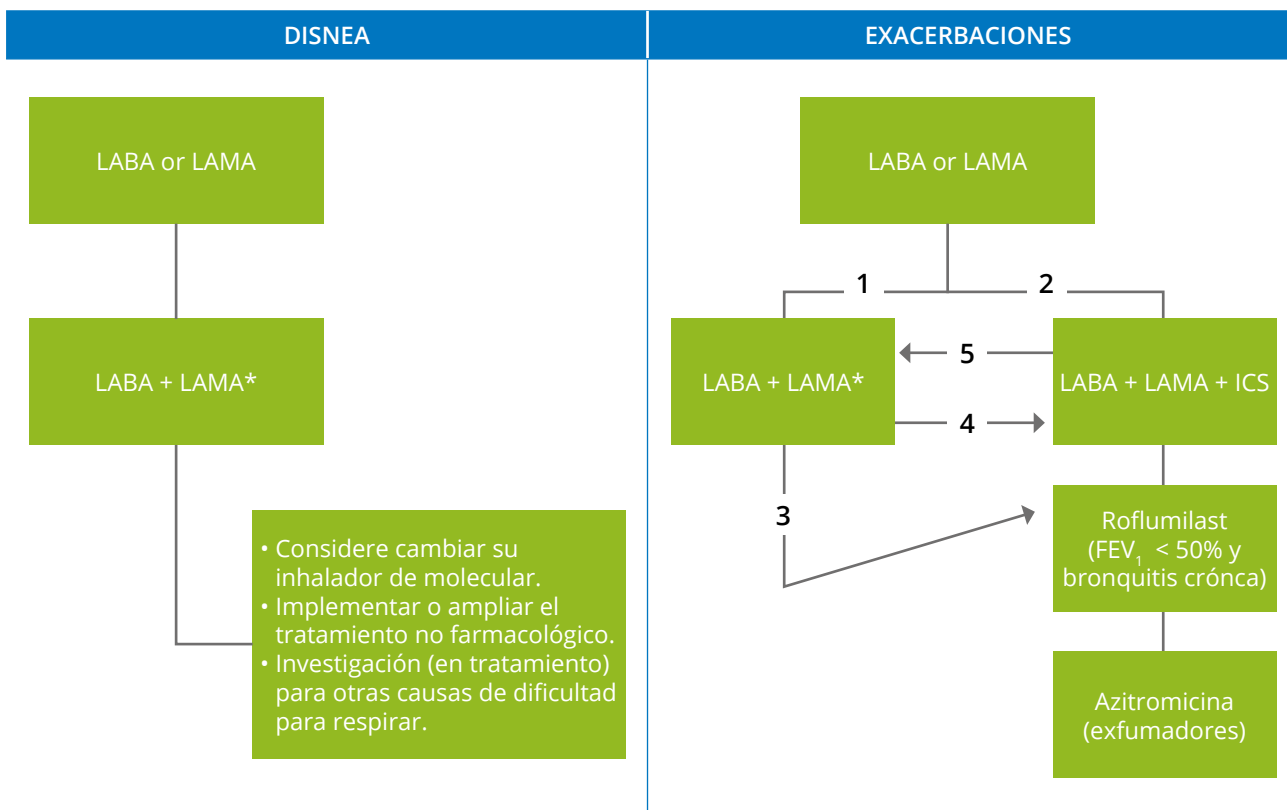 DISNEA
EXACERBACIONES
LABA or LAMA
LABA + LAMA*
• Considere cambiar su
inhalador de molecular.
• Implementar o ampliar el
tratamiento no farmacológico.
• Investigación (en tratamiento)
para otras causas de dificultad
para respirar.
LABA or LAMA
1
2
LABA + LAMA*
5
4
LABA + LAMA + ICS
3
Roflumilast
(FEV₁ < 50% y
bronquitis crónca)
Azitromicina
(exfumadores)